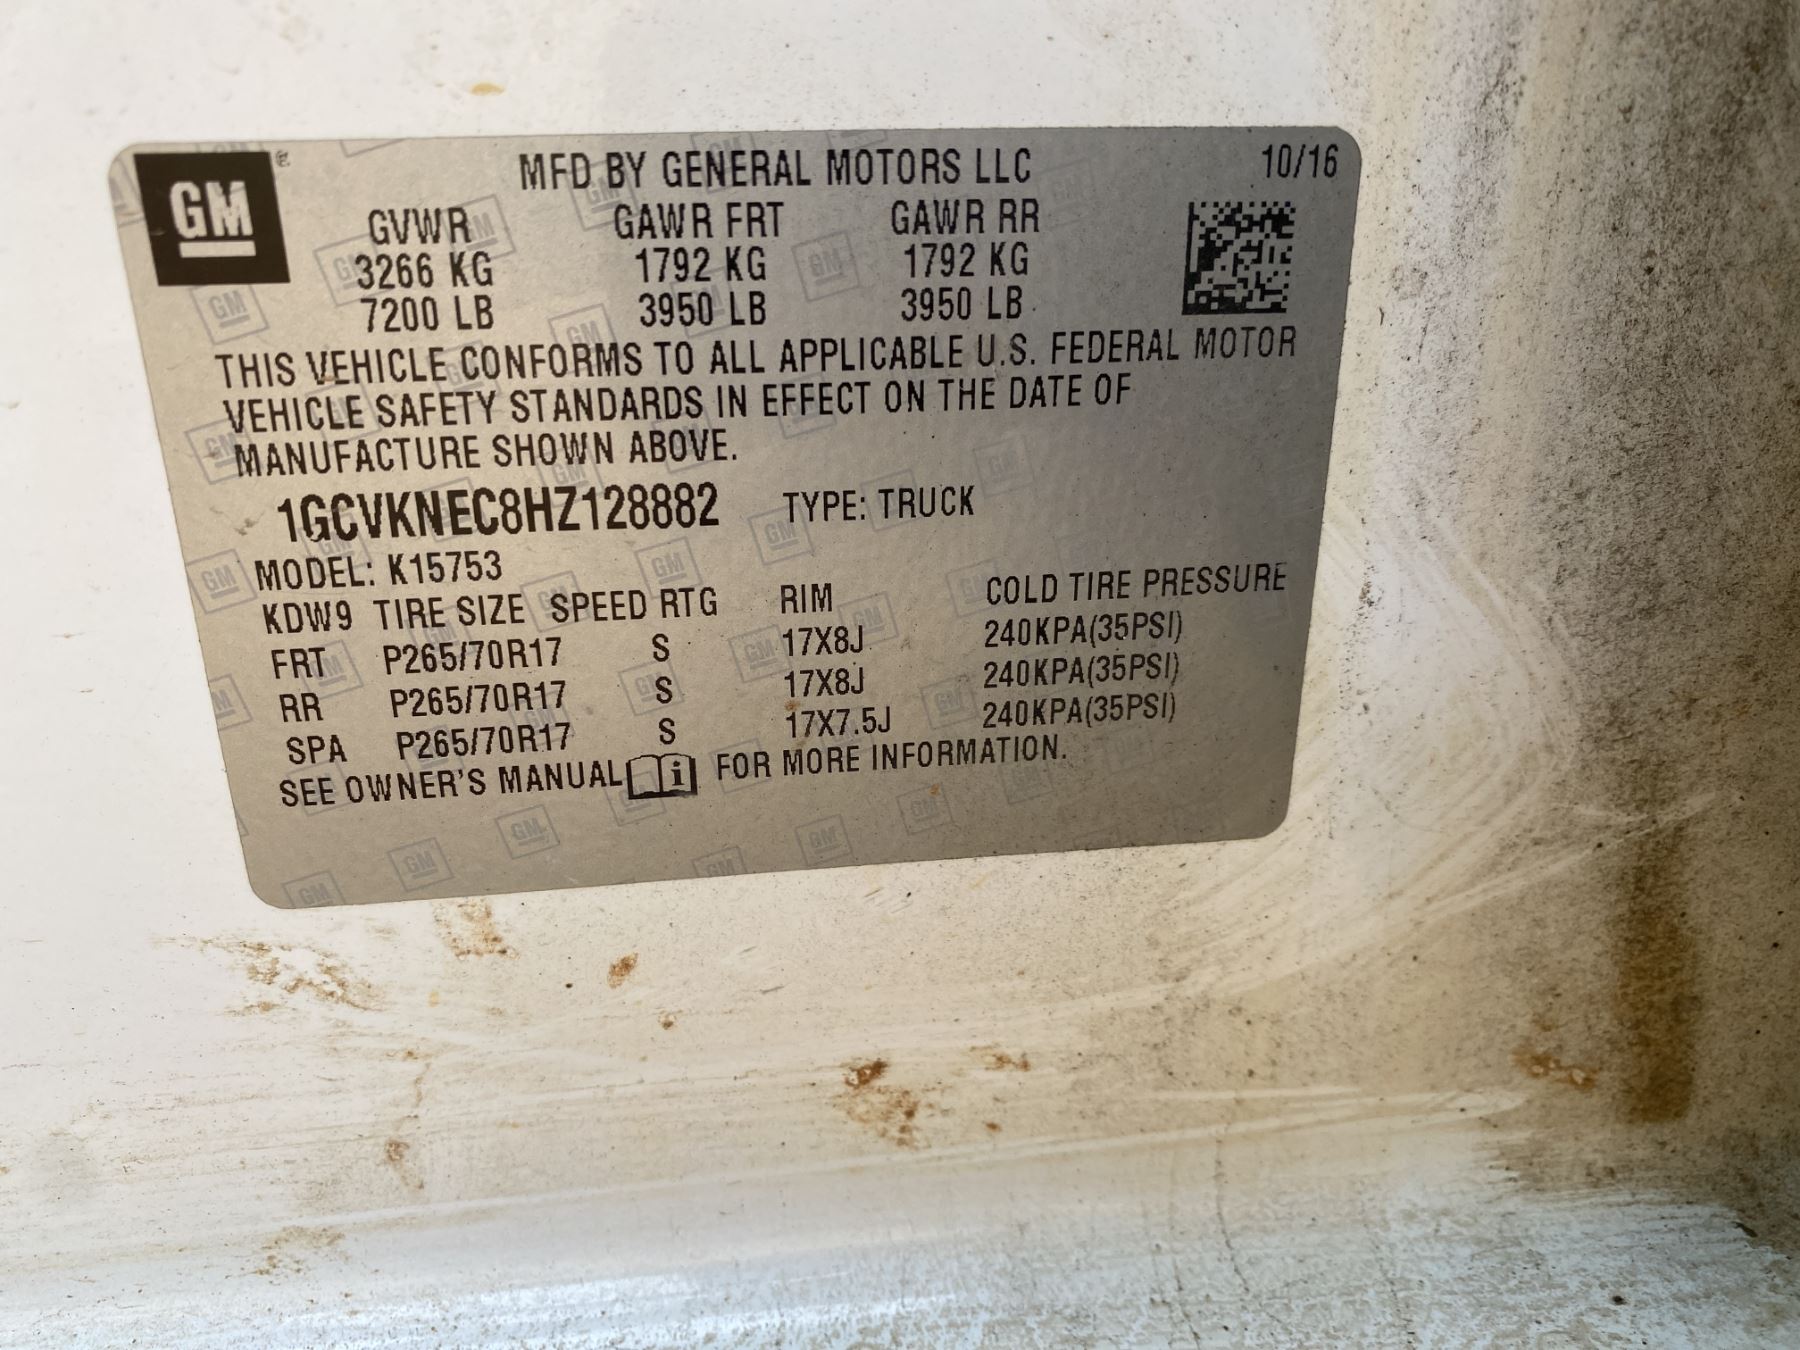 GM
MFD BY GENERAL MOTORS LLC 10/16
GVWR GAWR FRT GAWR RR
3266 KG 1792 KG 1792 KG
7200 LB 3950 LB 3950 LB
THIS VEHICLE CONFORMS TO ALL APPLICABLE U.S. FEDERAL MOTOR
VEHICLE SAFETY STANDARDS IN EFFECT ON THE DATE OF
MANUFACTURE SHOWN ABOVE.
1GCVKNEC8HZ128882 TYPE: TRUCK
MODEL: K15753
KDW9 TIRE SIZE SPEED RTG RIM COLD TIRE PRESSURE
FRT P265/70R17 S 17X8J 240KPA(35PSI)
RR P265/70R17 S 17X8J 240KPA(35PSI)
SPA P265/70R17 S 17X7.5J 240KPA(35PSI)
SEE OWNER'S MANUAL i FOR MORE INFORMATION.